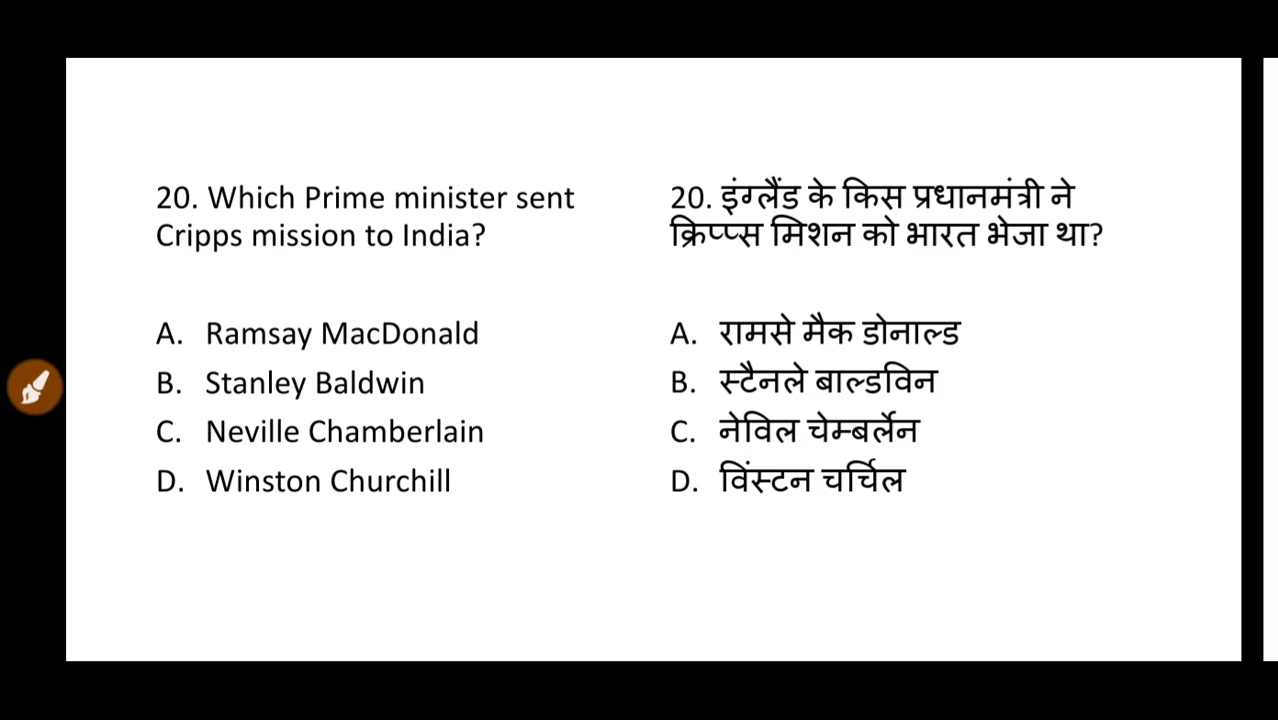 20. Which Prime minister sent
Cripps mission to India?
A. Ramsay MacDonald
B. Stanley Baldwin
C. Neville Chamberlain
D. Winston Churchill
20. इंग्लैंड के किस प्रधानमंत्री ने
क्रिप्प्स मिशन को भारत भेजा था?
A. रामसे मैक डोनाल्ड
B. स्टैनले बाल्डविन
C. नेविल चेम्बर्लेन
D. विंस्टन चर्चिल